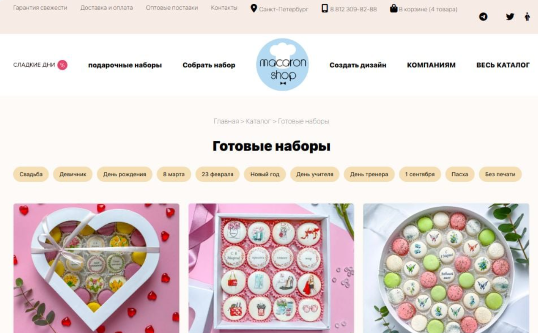 Гарантия свежести Доставка и оплата Оптовые поставки Контакты Санкт-Петербург 8 812 309-82-88 В корзине (4 товара)
СЛАДКИЕ ДНИ % подарочные наборы Собрать набор macaron shop Создать дизайн КОМПАНИЯМ ВЕСЬ КАТАЛОГ
Главная > Каталог > Готовые наборы
Готовые наборы
Свадьба Девичник День рождения 8 марта 23 февраля Новый год День учителя День тренера 1 сентября Пасха Без печати